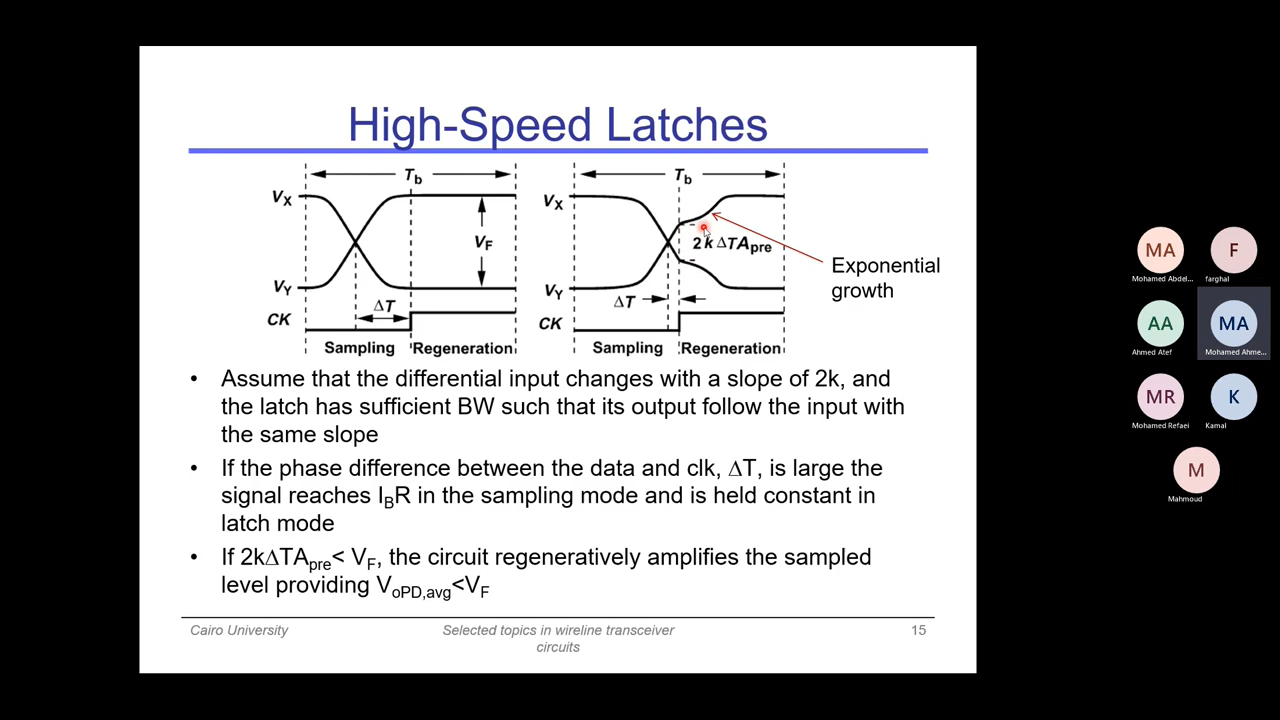 High-Speed Latches
Tb
VX
VF
VY
ΔT
CK
Sampling
Regeneration
Tb
VX
2k ΔTApre
VY
ΔT
CK
Sampling
Regeneration
Exponential
growth
• Assume that the differential input changes with a slope of 2k, and
the latch has sufficient BW such that its output follow the input with
the same slope
• If the phase difference between the data and clk, ΔT, is large the
signal reaches IBR in the sampling mode and is held constant in
latch mode
• If 2kΔTApre< VF, the circuit regeneratively amplifies the sampled
level providing VoPD,avg<VF
Cairo University
Selected topics in wireline transceiver
circuits
15
MA
Mohamed Abdel...
F
farghal
AA
Ahmed Atef
MA
Mohamed Ahme...
MR
Mohamed Refaei
K
Kamal
M
Mahmoud